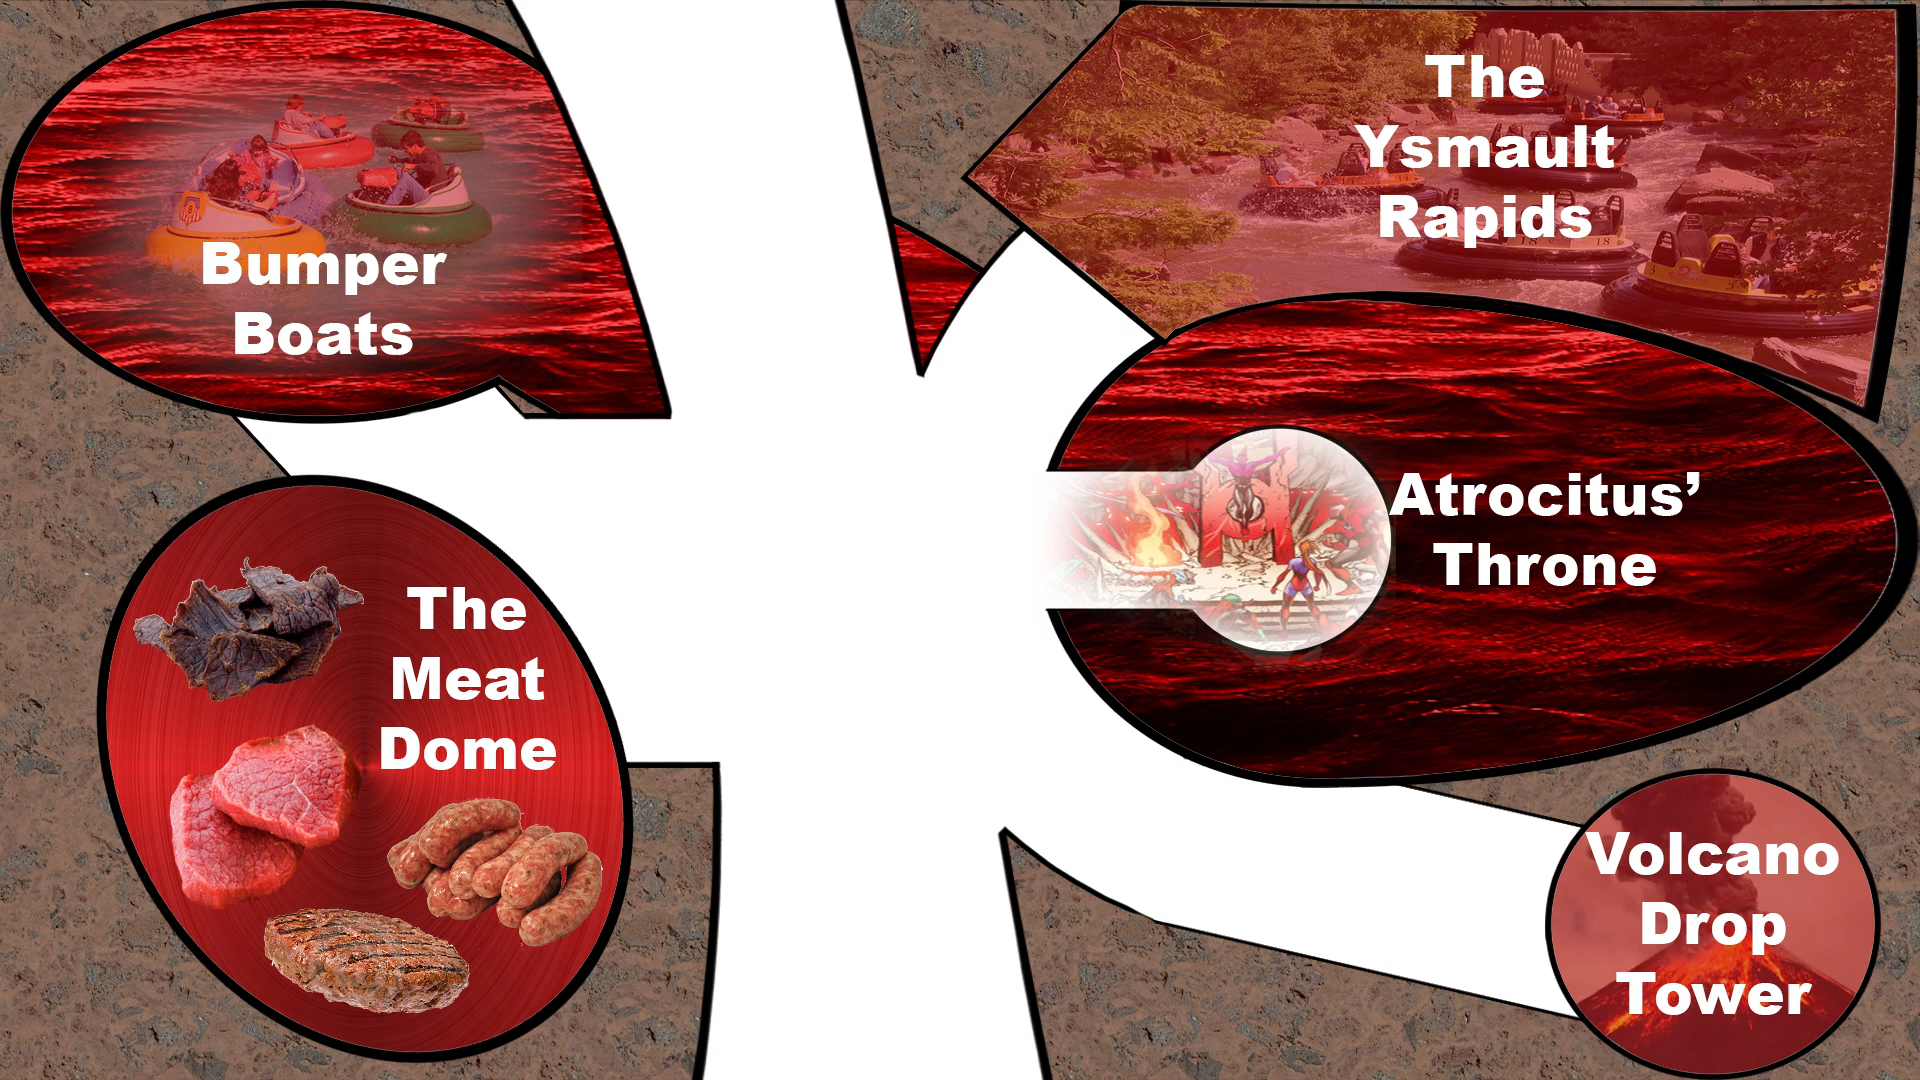 Bumper
Boats
The
Ysmault
Rapids
Atrocitus’
Throne
The
Meat
Dome
Volcano
Drop
Tower